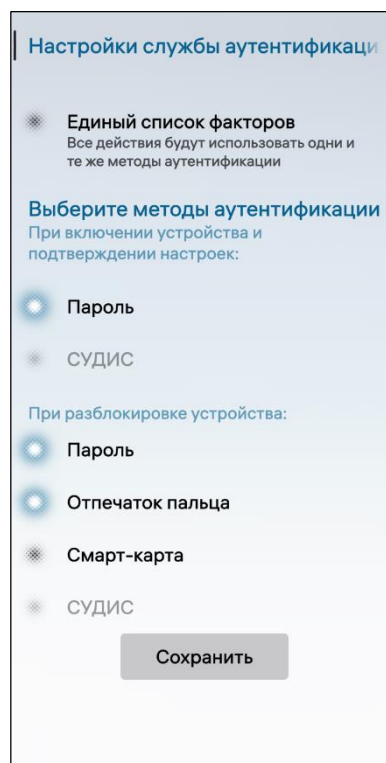 Настройки службы аутентификаци
Единый список факторов
Все действия будут использовать одни и
те же методы аутентификации
Выберите методы аутентификации
При включении устройства и
подтверждении настроек:
Пароль
СУДИС
При разблокировке устройства:
Пароль
Отпечаток пальца
Смарт-карта
СУДИС
Сохранить